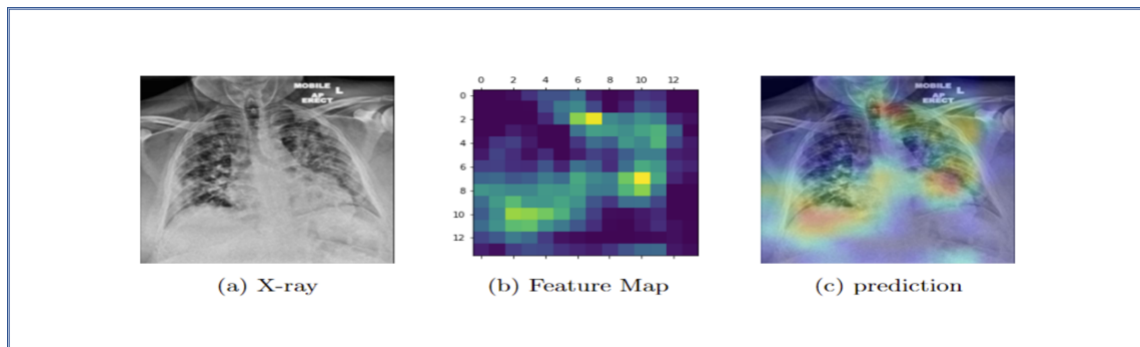 MOBILE
L
AP
ERECT
0 2 4 6 8 10 12
0
2
4
6
8
10
12
MOBILE
L
AP
ERECT
(a) X-ray
(b) Feature Map
(c) prediction